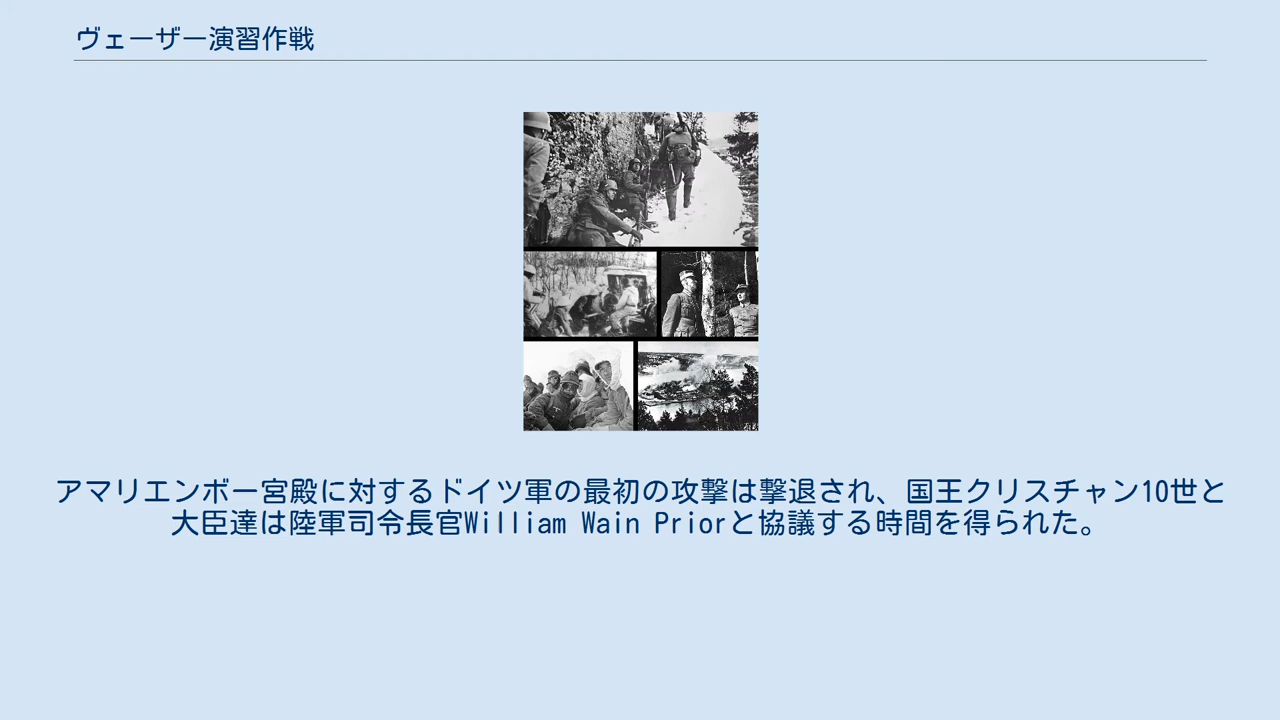 ヴェーザー演習作戦
アマリエンボー宮殿に対するドイツ軍の最初の攻撃は撃退され、国王クリスチャン10世と
大臣達は陸軍司令長官William Wain Priorと協議する時間を得られた。